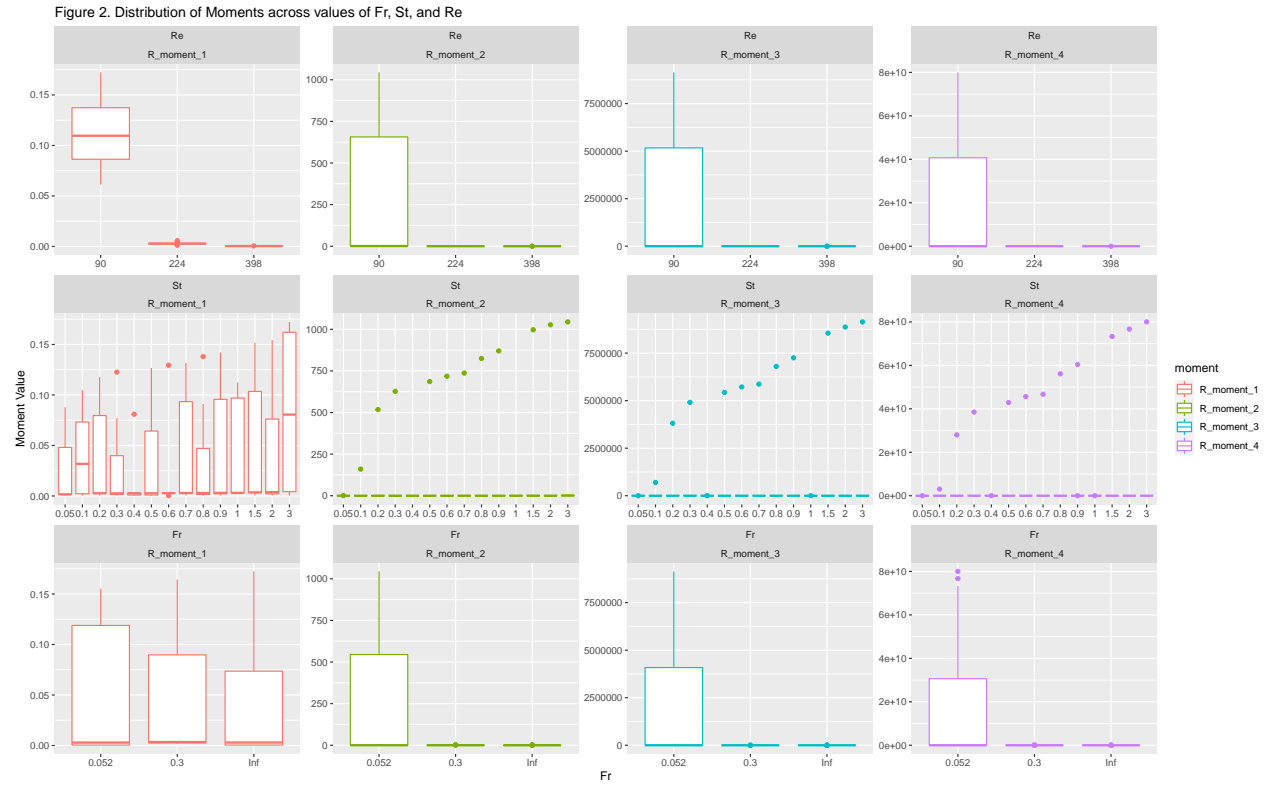 Figure 2. Distribution of Moments across values of Fr, St, and Re
Re
R_moment_1
0.15
0.10
0.05
0.00
90 224 398
Re
R_moment_2
1000
750
500
250
0
90 224 398
Re
R_moment_3
7500000
5000000
2500000
0
90 224 398
Re
R_moment_4
8e+10
6e+10
4e+10
2e+10
0e+00
90 224 398
Moment Value
St
R_moment_1
0.15
0.10
0.05
0.00
0.05 0.1 0.2 0.3 0.4 0.5 0.6 0.7 0.8 0.9 1 1.5 2 3
St
R_moment_2
1000
750
500
250
0
0.05 0.1 0.2 0.3 0.4 0.5 0.6 0.7 0.8 0.9 1 1.5 2 3
St
R_moment_3
7500000
5000000
2500000
0
0.05 0.1 0.2 0.3 0.4 0.5 0.6 0.7 0.8 0.9 1 1.5 2 3
St
R_moment_4
8e+10
6e+10
4e+10
2e+10
0e+00
0.05 0.1 0.2 0.3 0.4 0.5 0.6 0.7 0.8 0.9 1 1.5 2 3
moment
R_moment_1
R_moment_2
R_moment_3
R_moment_4
Fr
R_moment_1
0.15
0.10
0.05
0.00
0.052 0.3 Inf
Fr
R_moment_2
1000
750
500
250
0
0.052 0.3 Inf
Fr
R_moment_3
7500000
5000000
2500000
0
0.052 0.3 Inf
Fr
R_moment_4
8e+10
6e+10
4e+10
2e+10
0e+00
0.052 0.3 Inf
Fr